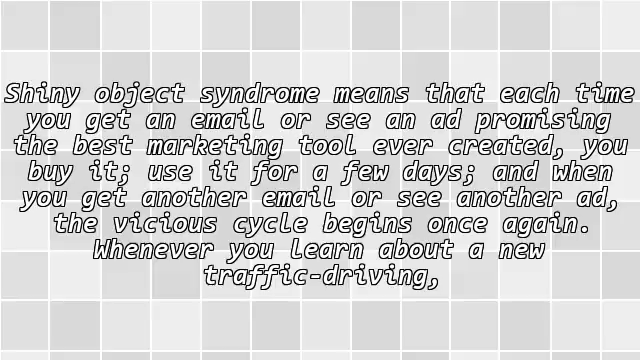 Shiny object syndrome means that each time
you get an email or see an ad promising
the best marketing tool ever created, you
buy it; use it for a few days; and when
you get another email or see another ad,
the vicious cycle begins once again.
Whenever you learn about a new
traffic-driving,